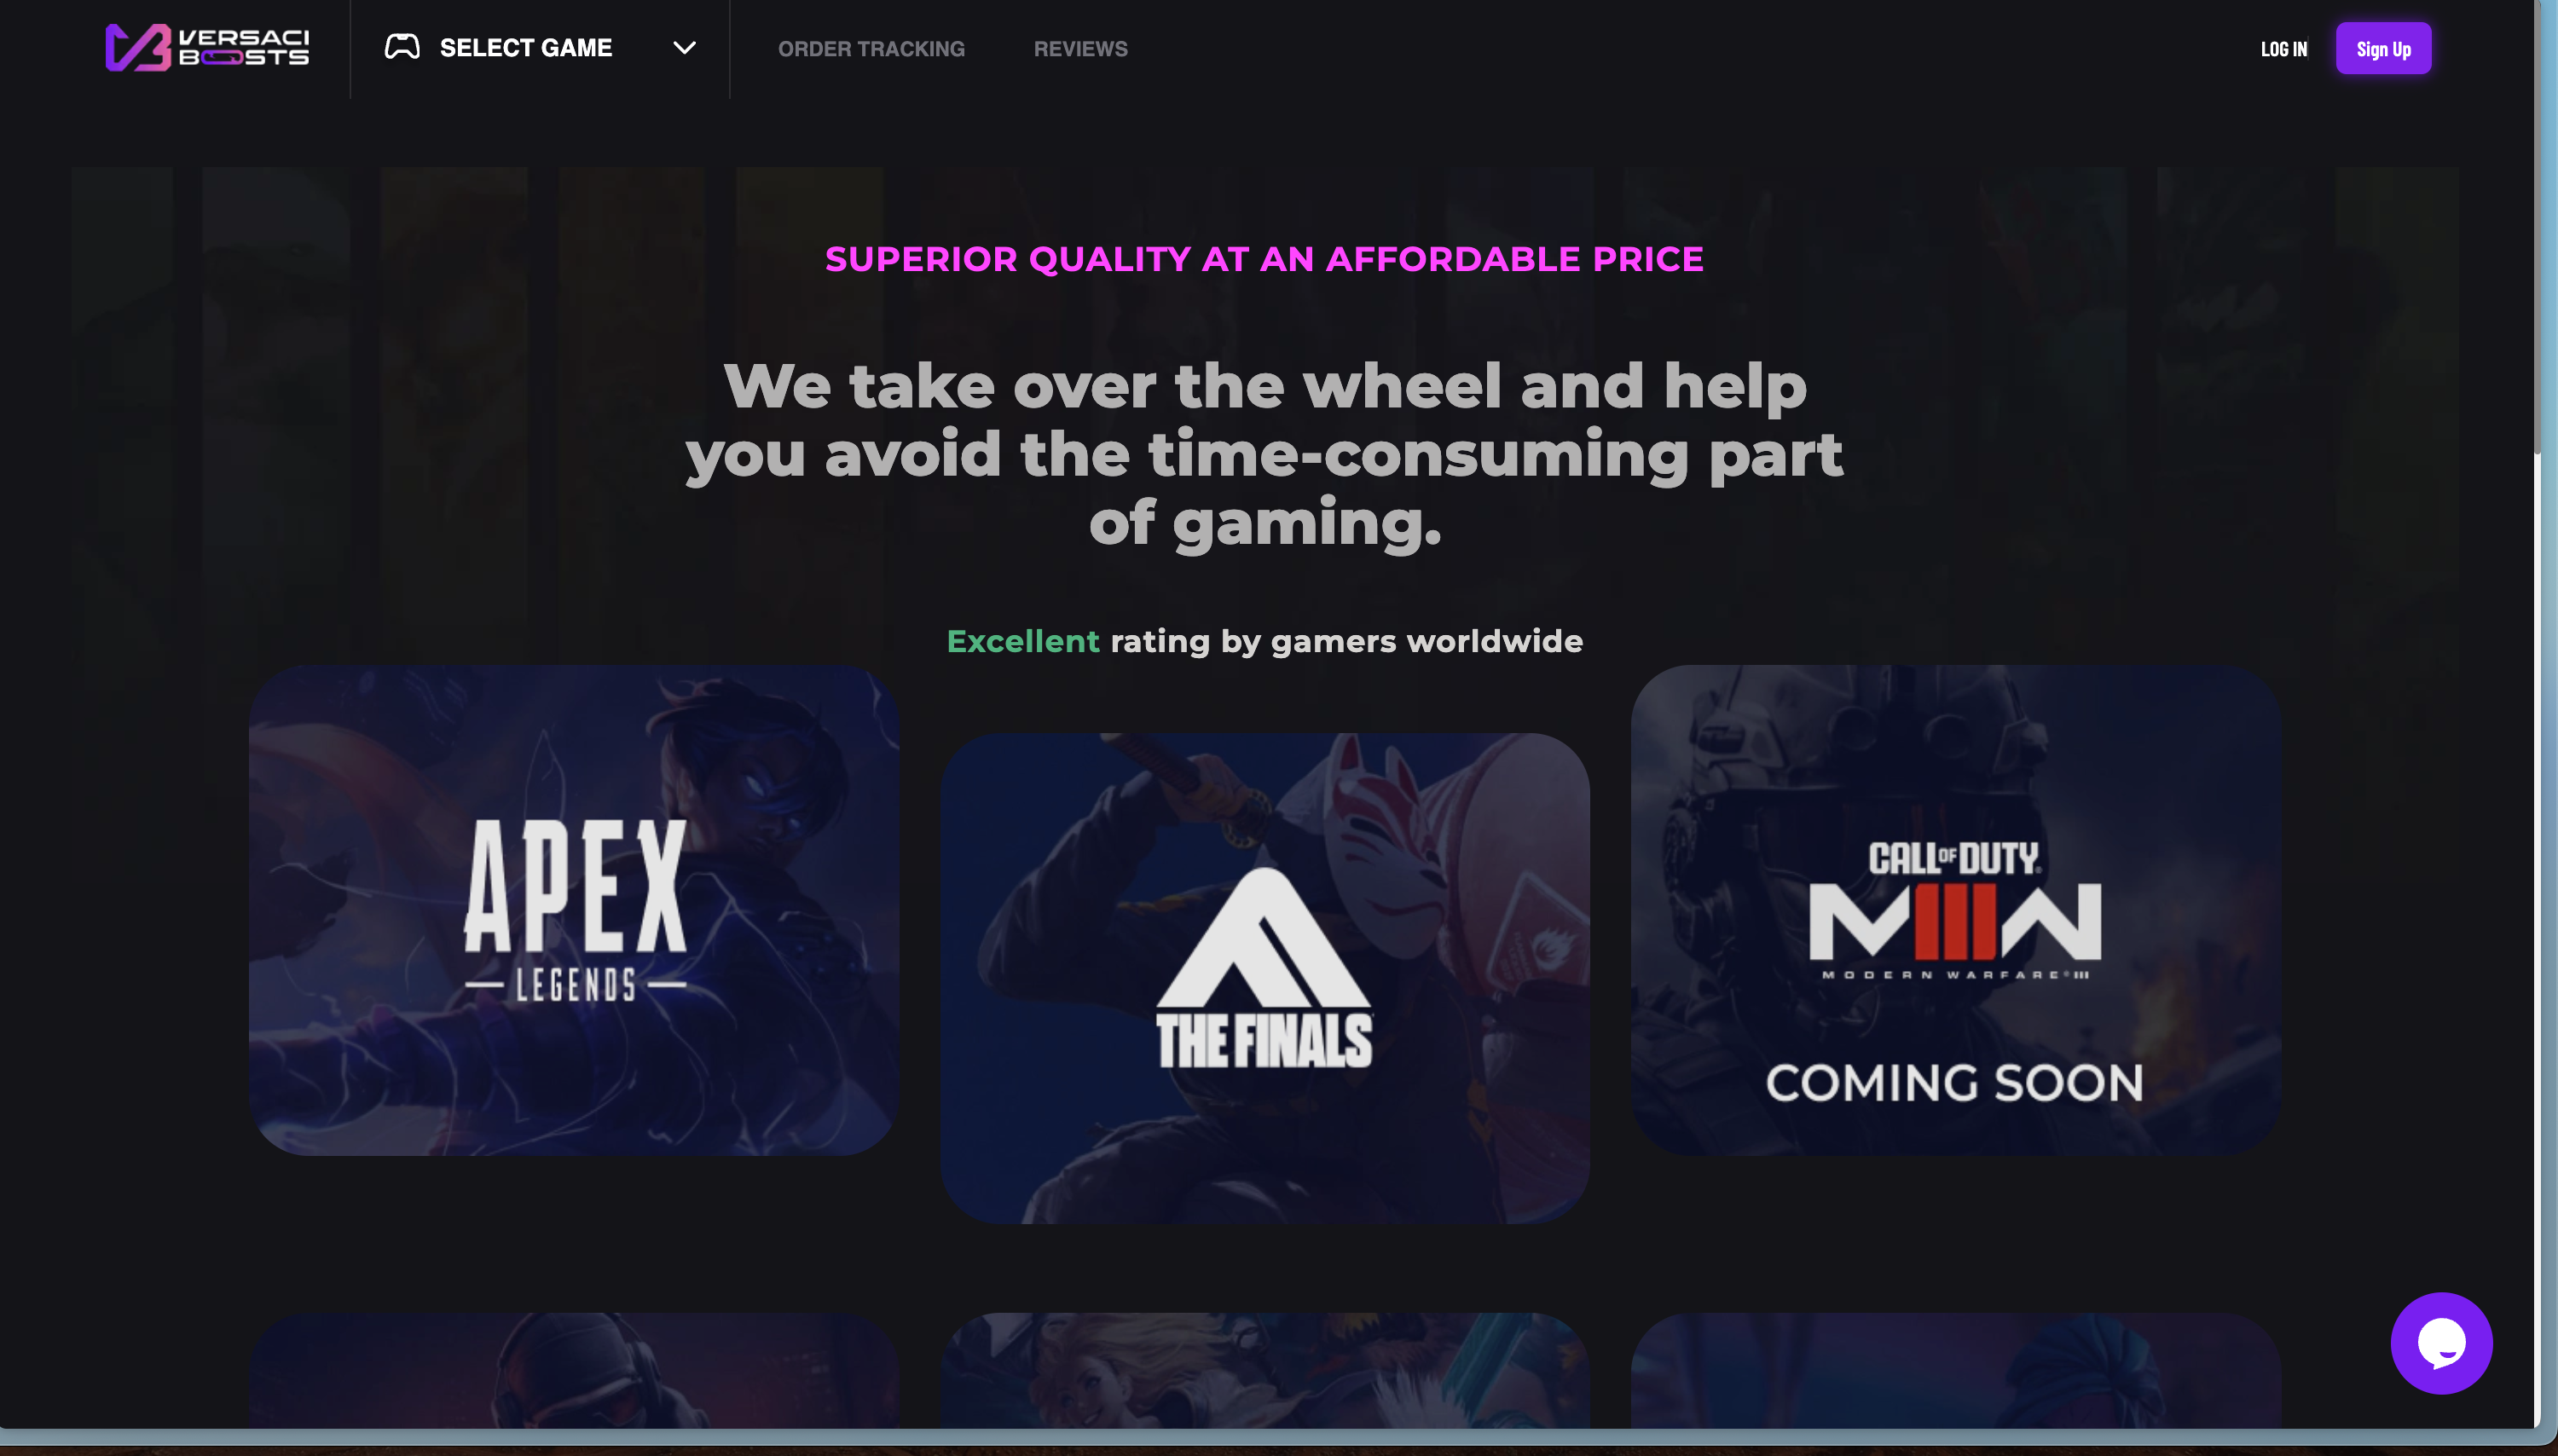 VERSACI
BOOSTS
SELECT GAME
ORDER TRACKING
REVIEWS
LOG IN
Sign Up
SUPERIOR QUALITY AT AN AFFORDABLE PRICE
We take over the wheel and help
you avoid the time-consuming part
of gaming.
Excellent rating by gamers worldwide
APEX
LEGENDS
THE FINALS
CALL OF DUTY
MW
MODERN WARFARE® III
COMING SOON